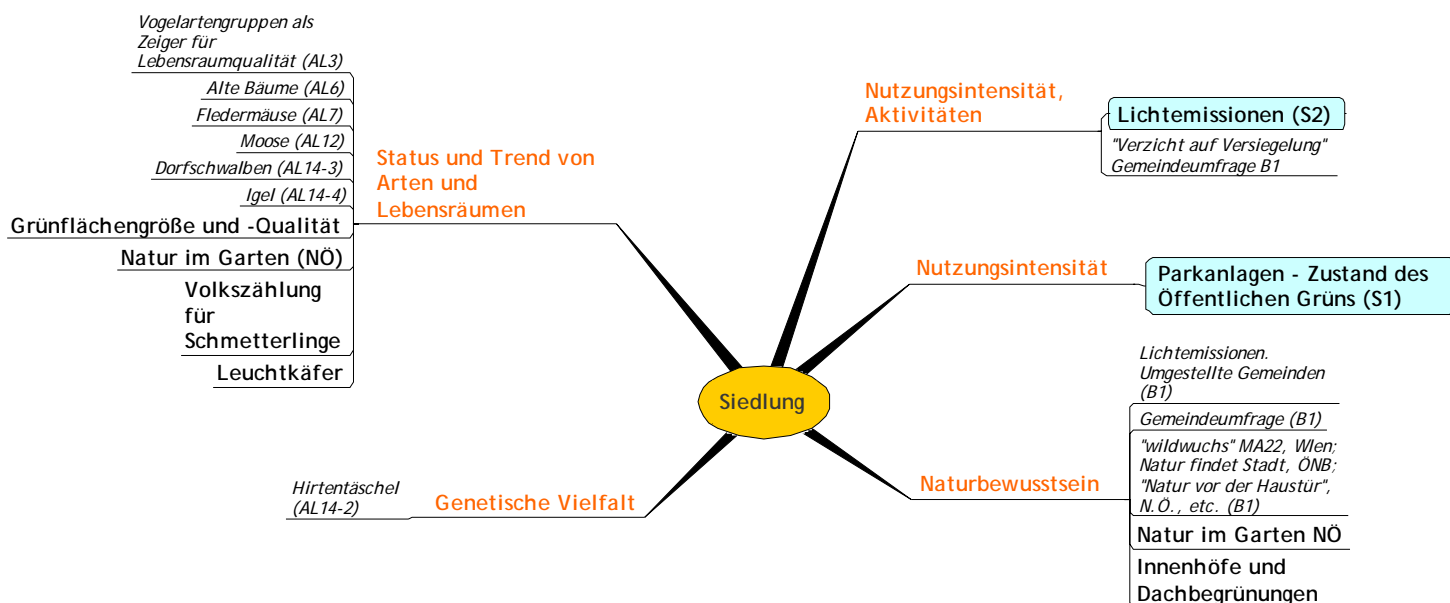 Vogelartengruppen als
Zeiger für
Lebensraumqualität (AL3)
Alte Bäume (AL6)
Fledermäuse (AL7)
Moose (AL12)
Dorfschwalben (AL14-3)
Igel (AL14-4)
Grünflächengröße und -Qualität
Natur im Garten (NÖ)
Volkszählung
für
Schmetterlinge
Leuchtkäfer
Status und Trend von
Arten und
Lebensräumen
Hirtentäschel
(AL14-2)
Genetische Vielfalt
Siedlung
Nutzungsintensität,
Aktivitäten
Lichtemissionen (S2)
"Verzicht auf Versiegelung"
Gemeindeumfrage B1
Nutzungsintensität
Parkanlagen - Zustand des
Öffentlichen Grüns (S1)
Naturbewusstsein
Lichtemissionen.
Umgestellte Gemeinden
(B1)
Gemeindeumfrage (B1)
"wildwuchs" MA22, Wien;
Natur findet Stadt, ÖNB;
"Natur vor der Haustür",
N.Ö., etc. (B1)
Natur im Garten NÖ
Innenhöfe und
Dachbegrünungen